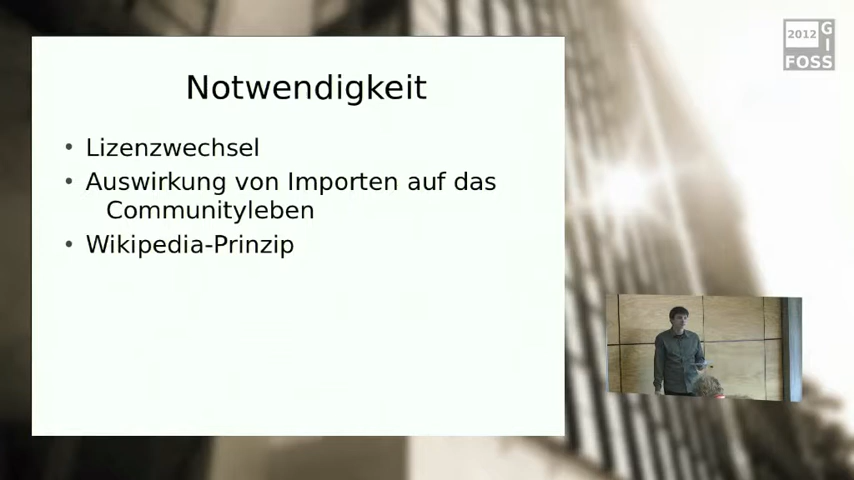 Notwendigkeit
• Lizenzwechsel
• Auswirkung von Importen auf das
Communityleben
• Wikipedia-Prinzip
2012 G
I
FOSS